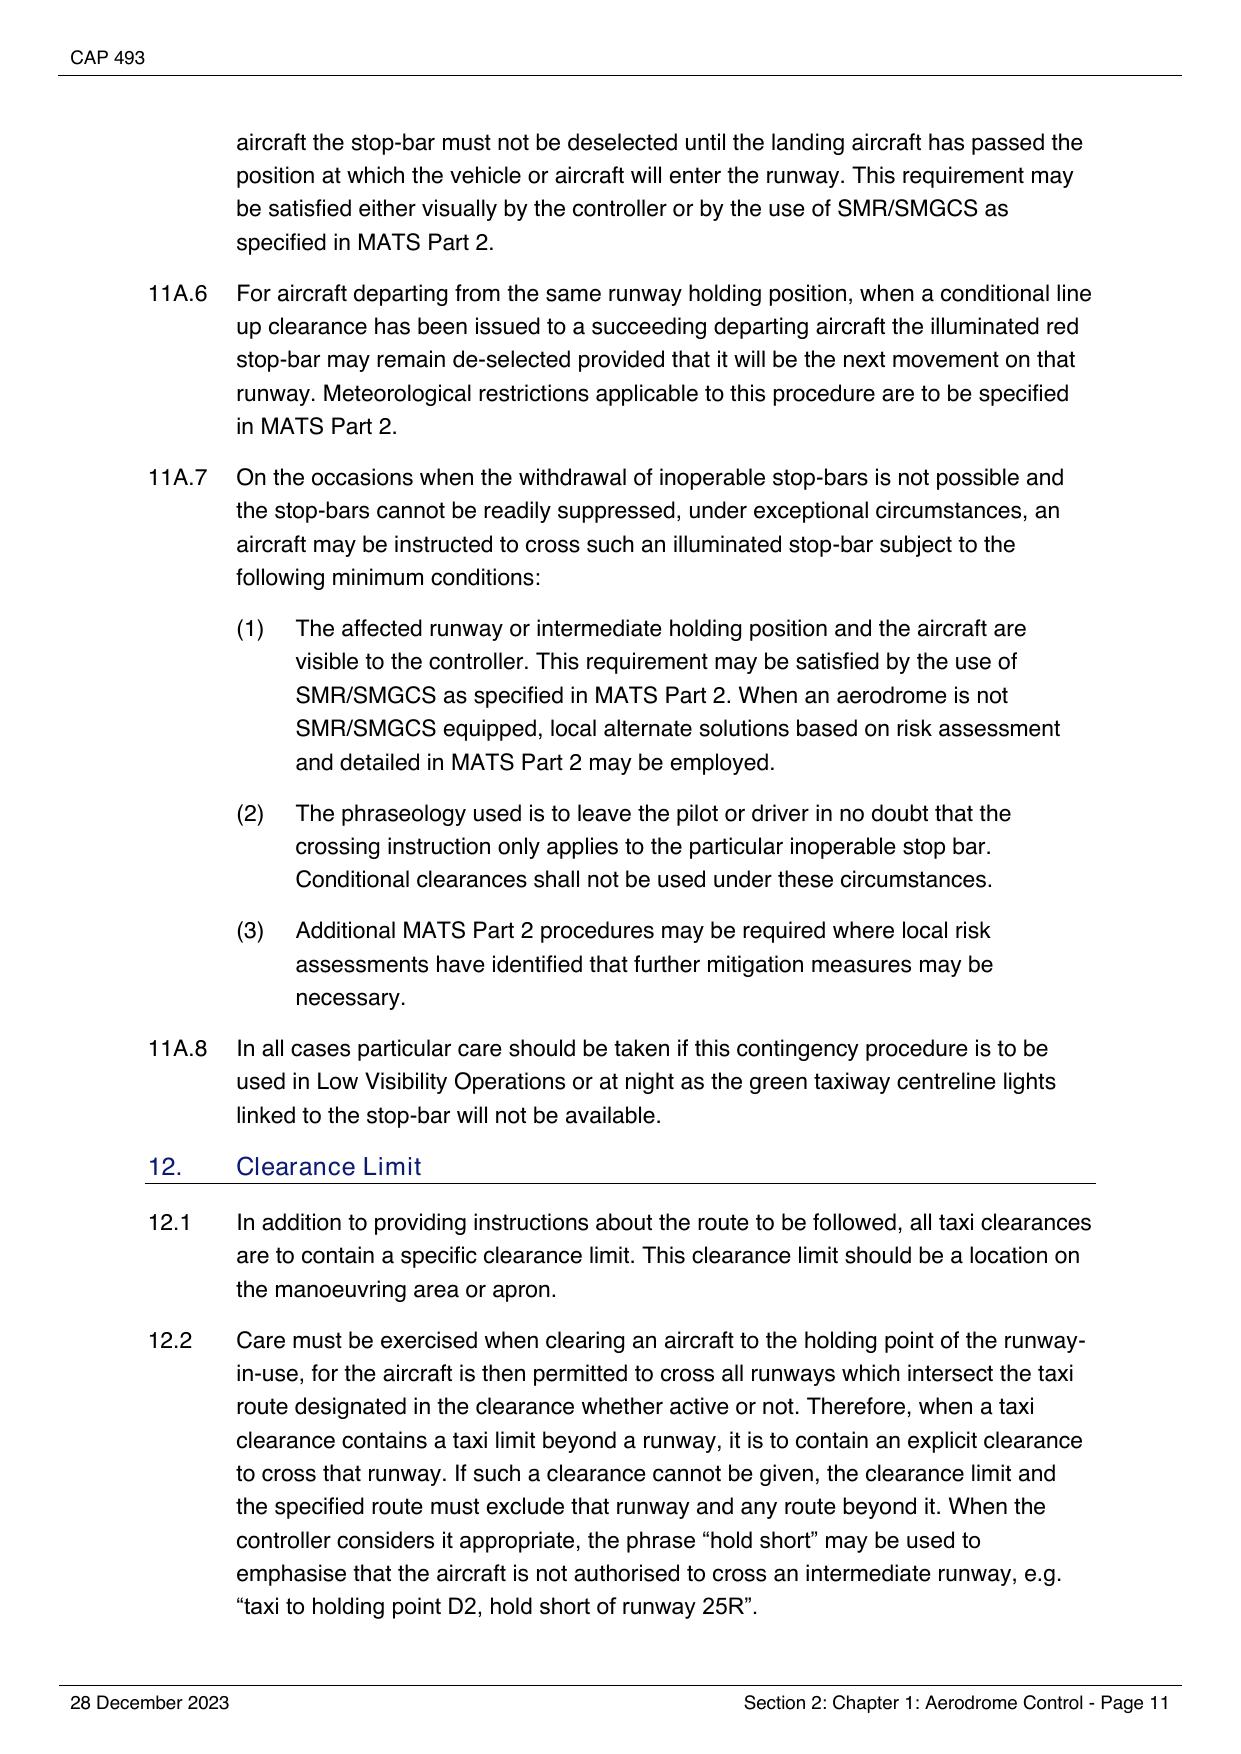 CAP 493
aircraft the stop-bar must not be deselected until the landing aircraft has passed the
position at which the vehicle or aircraft will enter the runway. This requirement may
be satisfied either visually by the controller or by the use of SMR/SMGCS as
specified in MATS Part 2.
11A.6 For aircraft departing from the same runway holding position, when a conditional line
up clearance has been issued to a succeeding departing aircraft the illuminated red
stop-bar may remain de-selected provided that it will be the next movement on that
runway. Meteorological restrictions applicable to this procedure are to be specified
in MATS Part 2.
11A.7 On the occasions when the withdrawal of inoperable stop-bars is not possible and
the stop-bars cannot be readily suppressed, under exceptional circumstances, an
aircraft may be instructed to cross such an illuminated stop-bar subject to the
following minimum conditions:
(1) The affected runway or intermediate holding position and the aircraft are
visible to the controller. This requirement may be satisfied by the use of
SMR/SMGCS as specified in MATS Part 2. When an aerodrome is not
SMR/SMGCS equipped, local alternate solutions based on risk assessment
and detailed in MATS Part 2 may be employed.
(2) The phraseology used is to leave the pilot or driver in no doubt that the
crossing instruction only applies to the particular inoperable stop bar.
Conditional clearances shall not be used under these circumstances.
(3) Additional MATS Part 2 procedures may be required where local risk
assessments have identified that further mitigation measures may be
necessary.
11A.8 In all cases particular care should be taken if this contingency procedure is to be
used in Low Visibility Operations or at night as the green taxiway centreline lights
linked to the stop-bar will not be available.
12. Clearance Limit
12.1 In addition to providing instructions about the route to be followed, all taxi clearances
are to contain a specific clearance limit. This clearance limit should be a location on
the manoeuvring area or apron.
12.2 Care must be exercised when clearing an aircraft to the holding point of the runway-
in-use, for the aircraft is then permitted to cross all runways which intersect the taxi
route designated in the clearance whether active or not. Therefore, when a taxi
clearance contains a taxi limit beyond a runway, it is to contain an explicit clearance
to cross that runway. If such a clearance cannot be given, the clearance limit and
the specified route must exclude that runway and any route beyond it. When the
controller considers it appropriate, the phrase “hold short” may be used to
emphasise that the aircraft is not authorised to cross an intermediate runway, e.g.
“taxi to holding point D2, hold short of runway 25R”.
28 December 2023 Section 2: Chapter 1: Aerodrome Control - Page 11